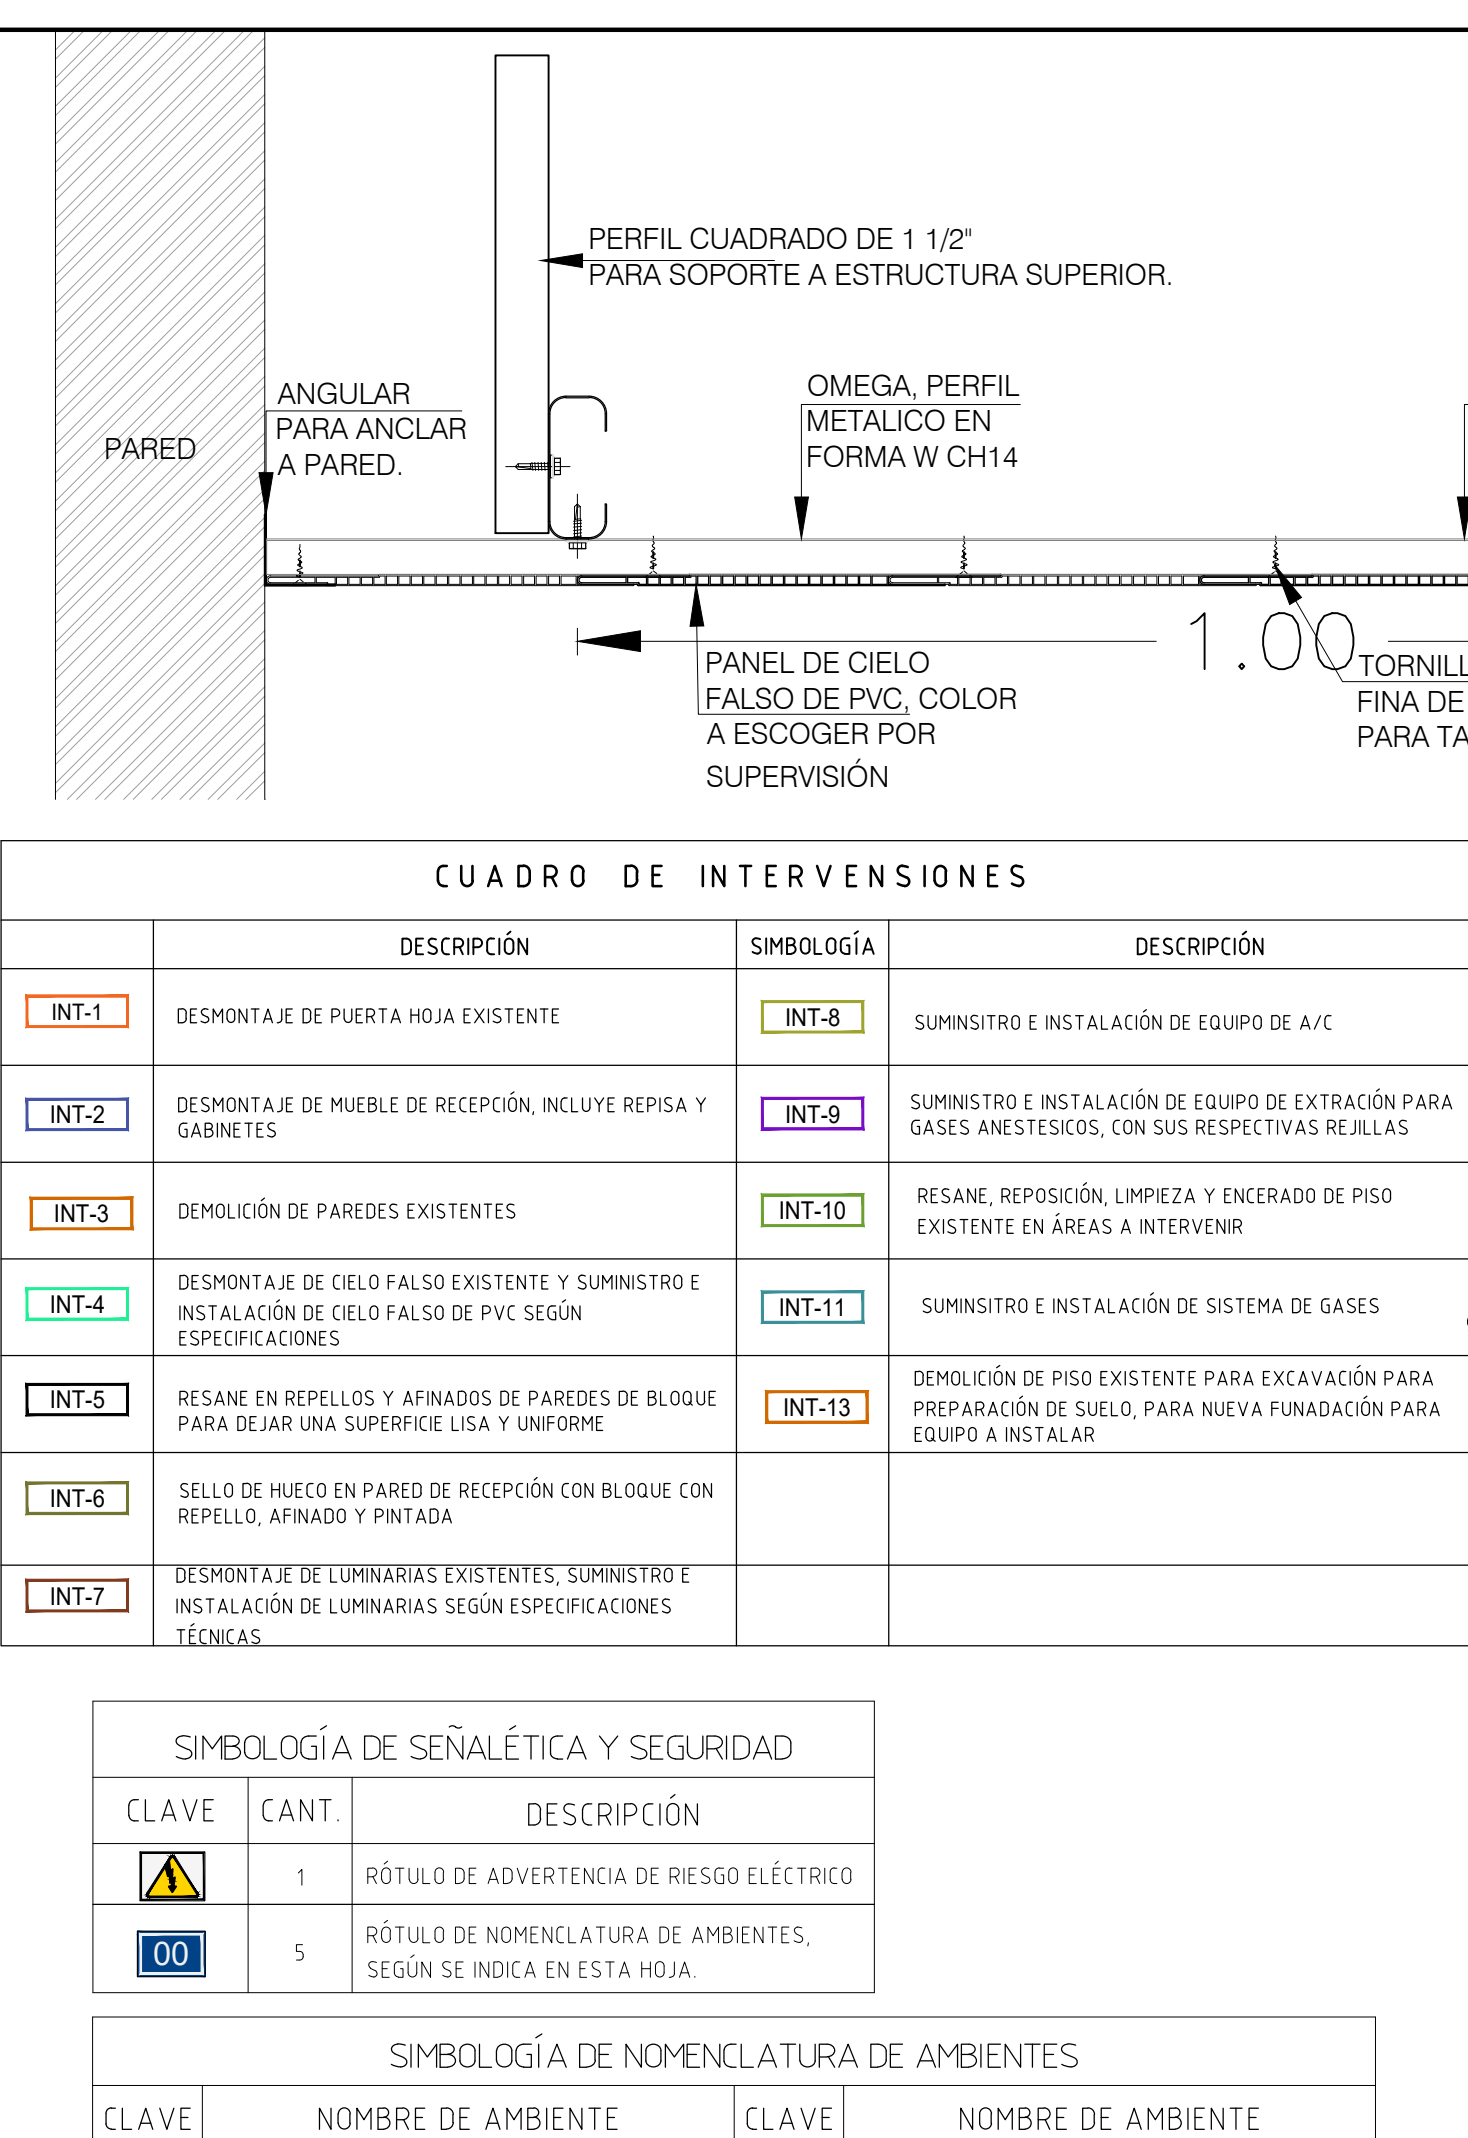 PERFIL CUADRADO DE 1 1/2"
PARA SOPORTE A ESTRUCTURA SUPERIOR.
ANGULAR
PARA ANCLAR
A PARED.
PARED
OMEGA, PERFIL
METALICO EN
FORMA W CH14
1.00
PANEL DE CIELO
FALSO DE PVC, COLOR
A ESCOGER POR
SUPERVISIÓN
FINA DE
PARA
CUADRO DE INTERVENSIONES
DESCRIPCIÓN SIMBOLOGÍA DESCRIPCIÓN
INT-1 DESMONTAJE DE PUERTA HOJA EXISTENTE
INT-8 SUMINSITRO E INSTALACIÓN DE EQUIPO DE A/C
INT-2 DESMONTAJE DE MUEBLE DE RECEPCIÓN, INCLUYE REPISA Y
GABINETES
INT-9 SUMINISTRO E INSTALACIÓN DE EQUIPO DE EXTRACIÓN PARA
GASES ANESTESICOS, CON SUS RESPECTIVAS REJILLAS
INT-3 DEMOLICIÓN DE PAREDES EXISTENTES
INT-10 RESANE, REPOSICIÓN, LIMPIEZA Y ENCERADO DE PISO
EXISTENTE EN ÁREAS A INTERVENIR
INT-4 DESMONTAJE DE CIELO FALSO EXISTENTE Y SUMINISTRO E
INSTALACIÓN DE CIELO FALSO DE PVC SEGÚN
ESPECIFICACIONES
INT-11 SUMINSITRO E INSTALACIÓN DE SISTEMA DE GASES
INT-5 RESANE EN REPELLOS Y AFINADOS DE PAREDES DE BLOQUE
PARA DEJAR UNA SUPERFICIE LISA Y UNIFORME
INT-13 DEMOLICIÓN DE PISO EXISTENTE PARA EXCAVACIÓN PARA
PREPARACIÓN DE SUELO, PARA NUEVA FUNADACIÓN PARA
EQUIPO A INSTALAR
INT-6 SELLO DE HUECO EN PARED DE RECEPCIÓN CON BLOQUE CON
REPELLO, AFINADO Y PINTADA
INT-7 DESMONTAJE DE LUMINARIAS EXISTENTES, SUMINISTRO E
INSTALACIÓN DE LUMINARIAS SEGÚN ESPECIFICACIONES
TÉCNICAS
SIMBOLOGÍA DE SEÑALÉTICA Y SEGURIDAD
CLAVE CANT. DESCRIPCIÓN
1 RÓTULO DE ADVERTENCIA DE RIESGO ELÉCTRICO
00 5 RÓTULO DE NOMENCLATURA DE AMBIENTES,
SEGÚN SE INDICA EN ESTA HOJA.
SIMBOLOGÍA DE NOMENCLATURA DE AMBIENTES
CLAVE NOMBRE DE AMBIENTE CLAVE NOMBRE DE AMBIENTE